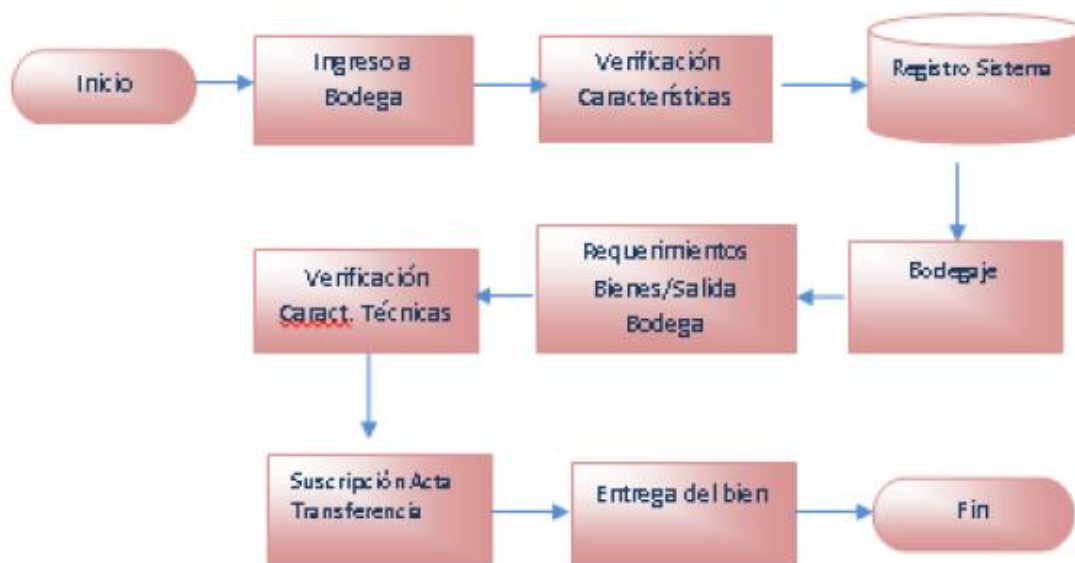 Inicio
Ingreso a
Bodega
Verificación
Características
Registro Sistema
Bodegaje
Requerimientos
Bienes/Salida
Bodega
Verificación
Caract. Técnicas
Suscripción Acta
Transferencia
Entrega del bien
Fin